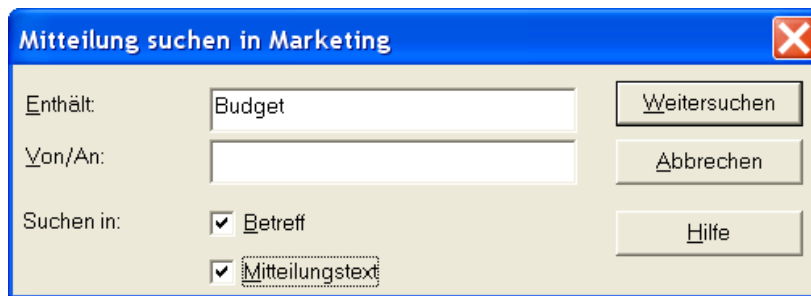 Mitteilung suchen in Marketing
Enthält: Budget Weitersuchen
Von/An: Abbrechen
Suchen in: Betreff Hilfe
Mitteilungstext